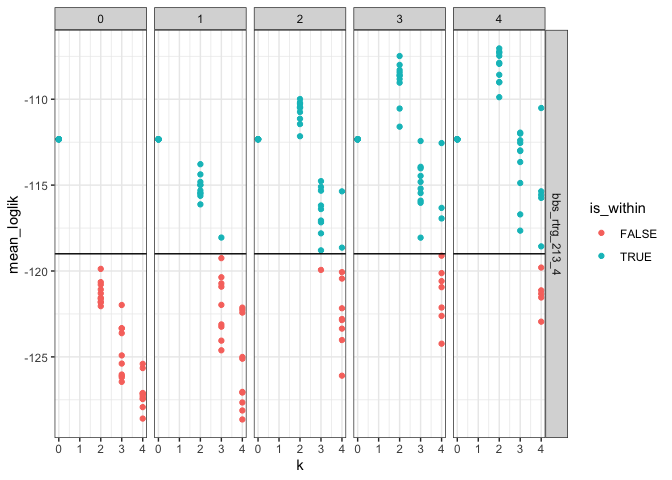 0 1 2 3 4
mean_loglik
-110
-115
-120
-125
bbs_rtrg_213_4
0 1 2 3 4 0 1 2 3 4 0 1 2 3 4 0 1 2 3 4 0 1 2 3 4
k
is_within
FALSE
TRUE